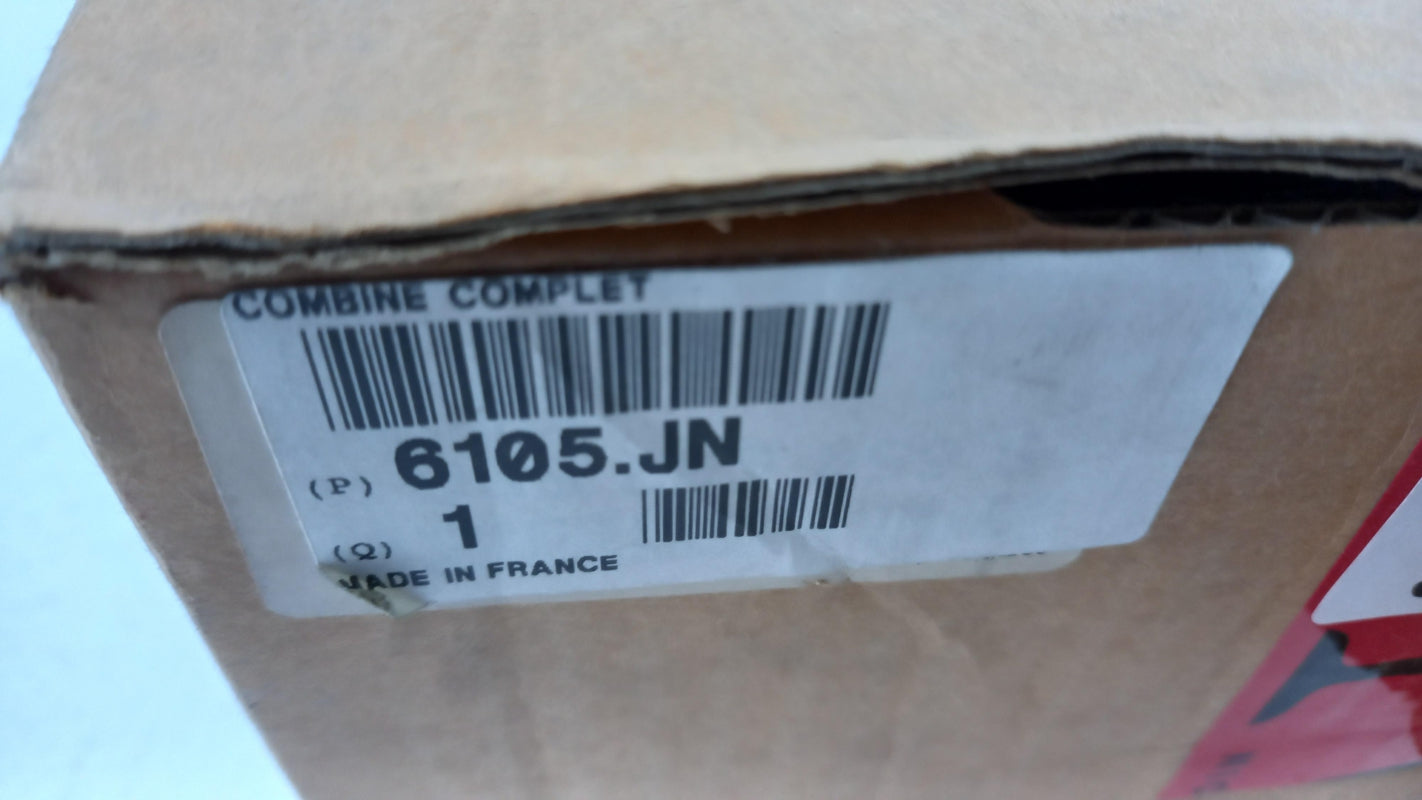 COMBINE COMPLET
(P) 6105.JN
(Q) 1
MADE IN FRANCE